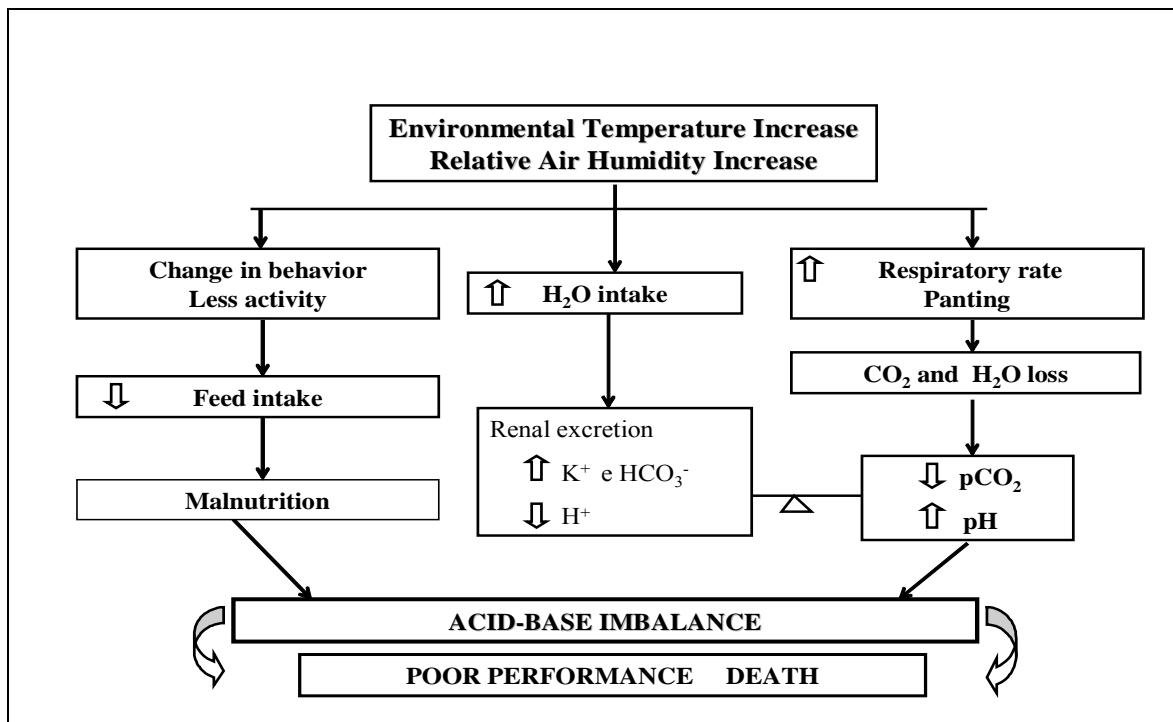 Environmental Temperature Increase
Relative Air Humidity Increase
Change in behavior
Less activity
⇧ H₂O intake
⇧ Respiratory rate
Panting
⇩ Feed intake
CO₂ and H₂O loss
Renal excretion
⇧ K⁺ e HCO₃⁻
⇩ H⁺
⇩ pCO₂
⇧ pH
Malnutrition
ACID-BASE IMBALANCE
POOR PERFORMANCE DEATH